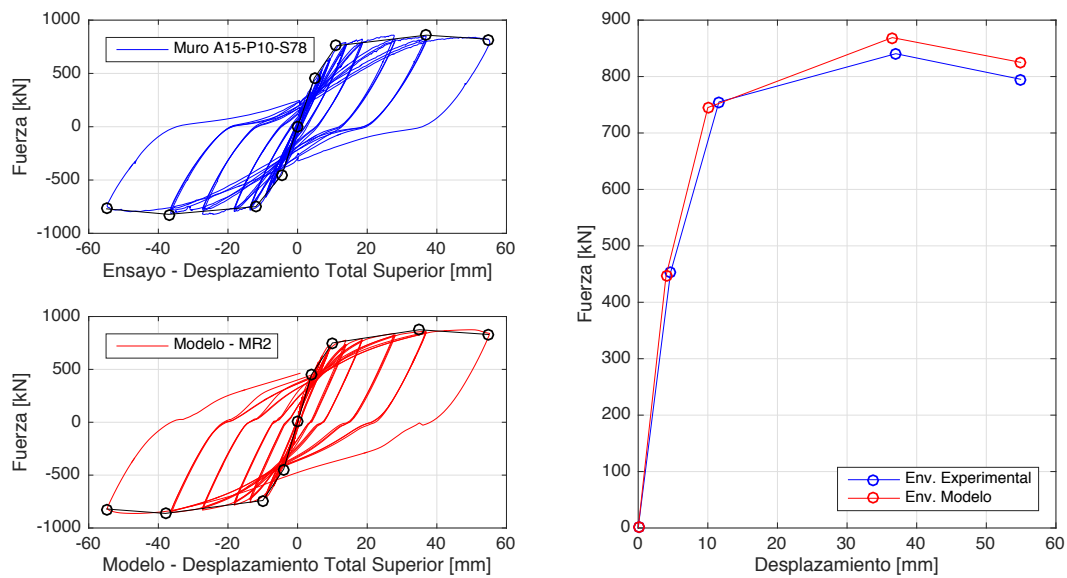 1000
500
0
-500
-1000
Fuerza [kN]
Muro A15-P10-S78
-60 -40 -20 0 20 40 60
Ensayo - Desplazamiento Total Superior [mm]
1000
500
0
-500
-1000
Fuerza [kN]
Modelo - MR2
-60 -40 -20 0 20 40 60
Modelo - Desplazamiento Total Superior [mm]
900
800
700
600
500
400
300
200
100
0
Fuerza [kN]
Env. Experimental
Env. Modelo
0 10 20 30 40 50 60
Desplazamiento [mm]